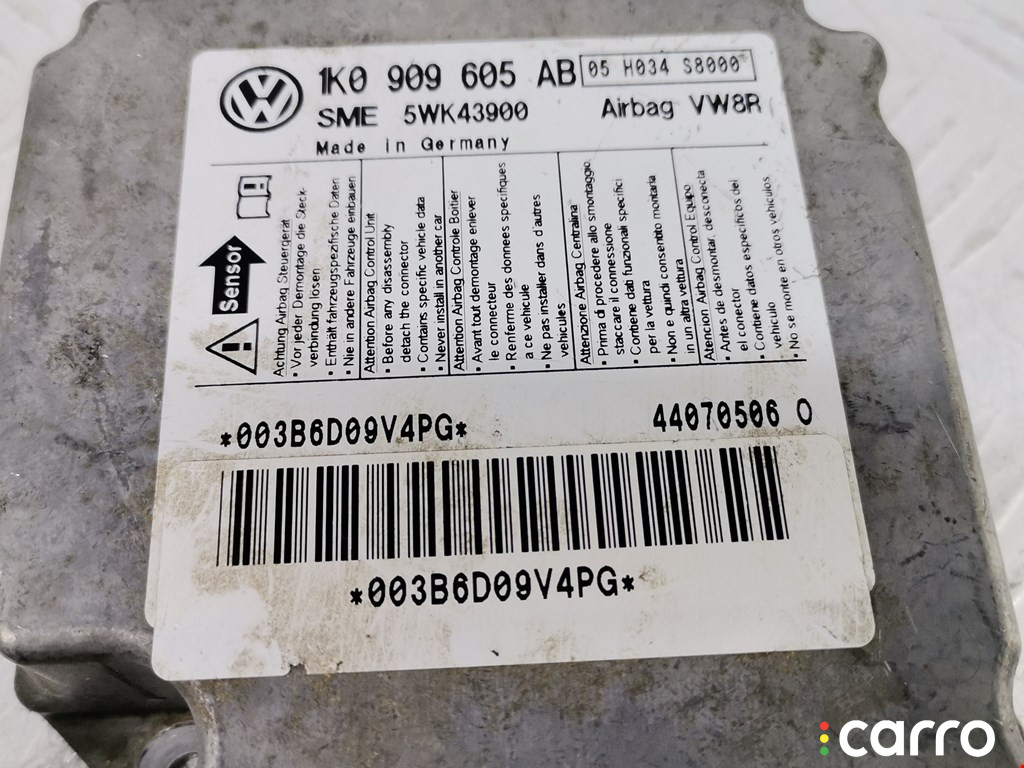 1K0 909 605 AB 05 H034 S8000*
SME 5WK43900 Airbag VW8R
Made in Germany
Sensor
Achtung Airbag Steuergerät
• Vor jeder Demontage die Steck-
verbindung lösen
• Enthält fahrzeugspezifische Daten
• Nie in andere Fahrzeuge einbauen
Attention Airbag Control Unit
• Before any disassembly
detach the connector
• Contains specific vehicle data
• Never install in another car
Attention Airbag Controle Boitier
• Avant tout demontage enlever
le connecteur
• Renferme des donnees specifiques
a ce vehicule
• Ne pas installer dans d'autres
vehicules
Attenzione Airbag Centralina
• Prima di procedere allo smontaggio
staccare il connessione
• Contiene dati funzionali specifici
per la vettura
• Non e quindi consentito montarla
in un altra vettura
Atencion Airbag Control Equipo
• Antes de desmontar, desconecta
el conector
• Contiene datos especificos del
vehiculo
• No se monte en otros vehiculos
*003B6D09V4PG* 44070506 0
*003B6D09V4PG*
carro